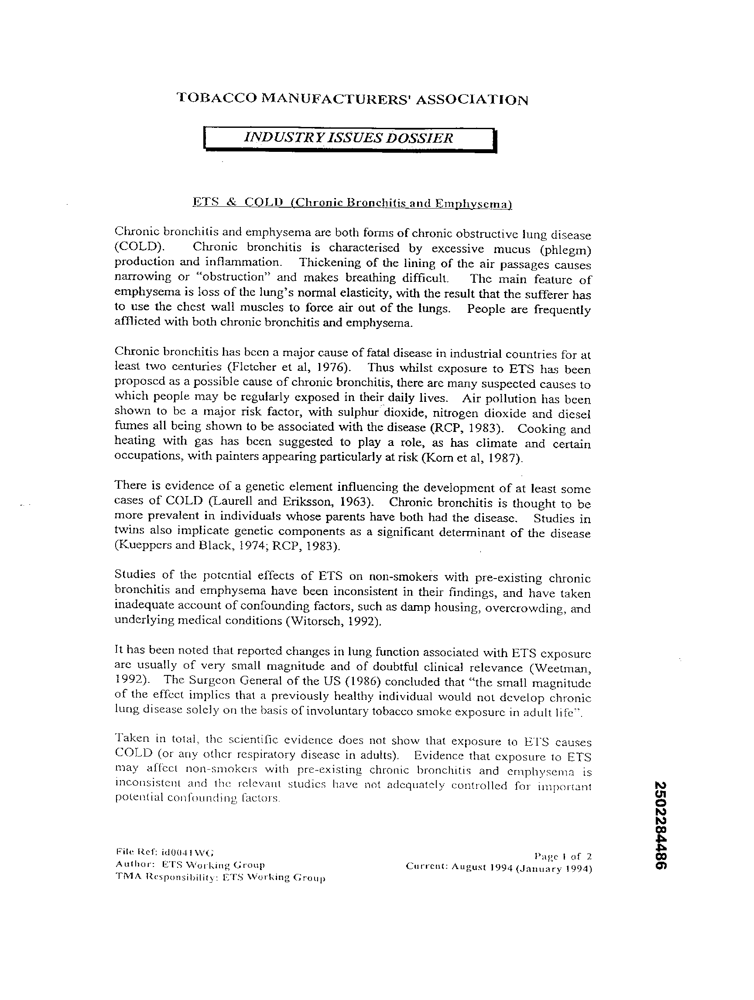 TOBACCO MANUFACTURERS' ASSOCIATION
INDUSTRY ISSUES DOSSIER
ETS & COLD (Chronic Bronchitis and Emphysema)
Chronic bronchitis and emphysema are both forms of chronic obstructive lung disease
(COLD). Chronic bronchitis is characterised by excessive mucus (phlegm)
production and inflammation. Thickening of the lining of the air passages causes
narrowing or "obstruction" and makes breathing difficult. The main feature of
emphysema is loss of the lung's normal elasticity, with the result that the sufferer has
to use the chest wall muscles to force air out of the lungs. People are frequently
afflicted with both chronic bronchitis and emphysema.
Chronic bronchitis has been a major cause of fatal disease in industrial countries for at
least two centuries (Fletcher et al, 1976). Thus whilst exposure to ETS has been
proposed as a possible cause of chronic bronchitis, there are many suspected causes to
which people may be regularly exposed in their daily lives. Air pollution has been
shown to be a major risk factor, with sulphur dioxide, nitrogen dioxide and diesel
fumes all being shown to be associated with the disease (RCP, 1983). Cooking and
heating with gas has been suggested to play a role, as has climate and certain
occupations, with painters appearing particularly at risk (Korn et al, 1987).
There is evidence of a genetic element influencing the development of at least some
cases of COLD (Laurell and Eriksson, 1963). Chronic bronchitis is thought to be
more prevalent in individuals whose parents have both had the disease. Studies in
twins also implicate genetic components as a significant determinant of the disease
(Kueppers and Black, 1974; RCP, 1983).
Studies of the potential effects of ETS on non-smokers with pre-existing chronic
bronchitis and emphysema have been inconsistent in their findings, and have taken
inadequate account of confounding factors, such as damp housing, overcrowding, and
underlying medical conditions (Witorsch, 1992).
It has been noted that reported changes in lung function associated with ETS exposure
are usually of very small magnitude and of doubtful clinical relevance (Weetman,
1992). The Surgeon General of the US (1986) concluded that "the small magnitude
of the effect implies that a previously healthy individual would not develop chronic
lung disease solely on the basis of involuntary tobacco smoke exposure in adult life".
Taken in total, the scientific evidence does not show that exposure to ETS causes
COLD (or any other respiratory disease in adults). Evidence that exposure to ETS
may affect non-smokers with pre-existing chronic bronchitis and emphysema is
inconsistent and the relevant studies have not adequately controlled for important
potential confounding factors.
File Ref: id0041WG
Author: ETS Working Group
TMA Responsibility: ETS Working Group
Page 1 of 2
Current: August 1994 (January 1994)
2502284486